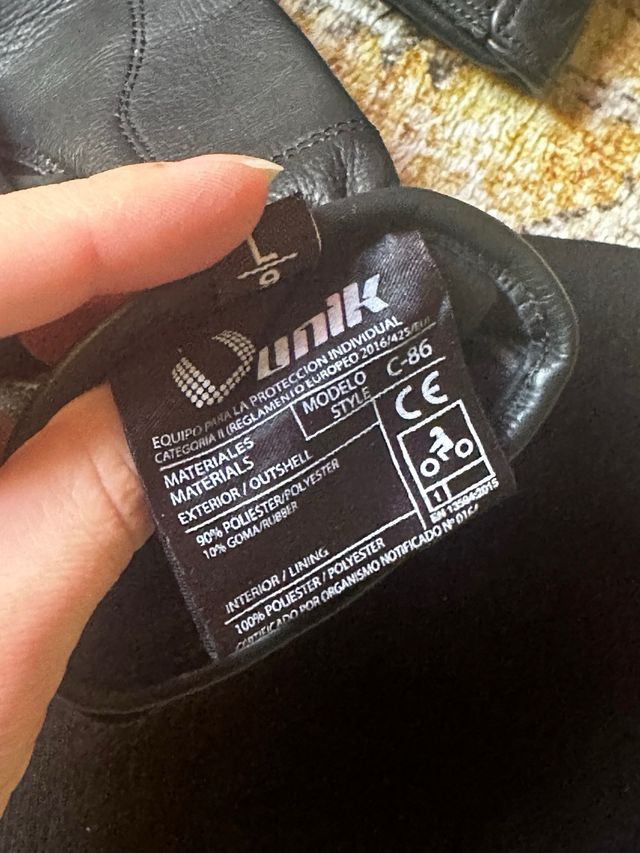 L
9
unik
EQUIPO PARA LA PROTECCION INDIVIDUAL
CATEGORIA II (REGLAMENTO EUROPEO 2016/425/EU)
MODELO C-86
STYLE
CE
MATERIALES
MATERIALS
EXTERIOR / OUTSHELL
90% POLIESTER/POLYESTER
10% GOMA/RUBBER
1
EN 13594:2015
INTERIOR / LINING
100% POLIESTER / POLYESTER
CERTIFICADO POR ORGANISMO NOTIFICADO Nº